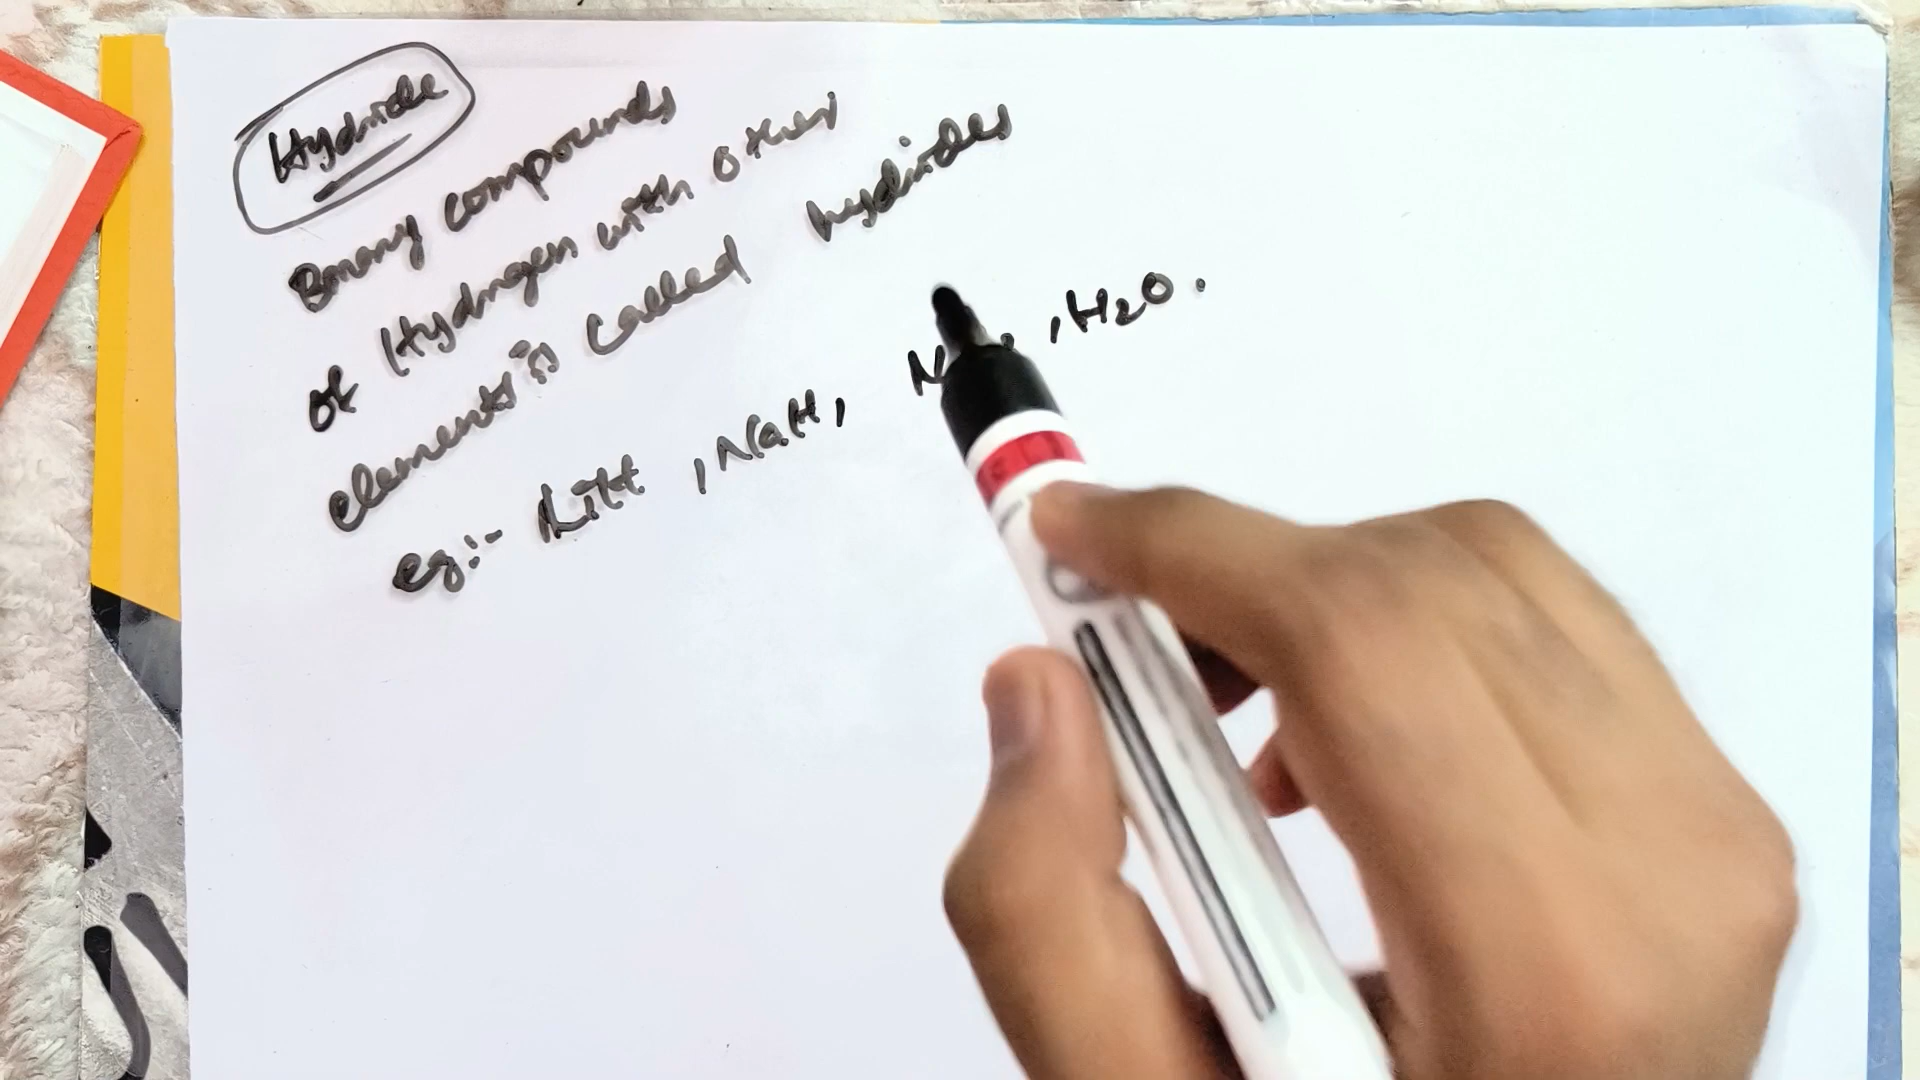 Hydride
Binary compounds
of Hydrogen with other
elements is called hydrides
eg:- LiH , NaH, , H2O.